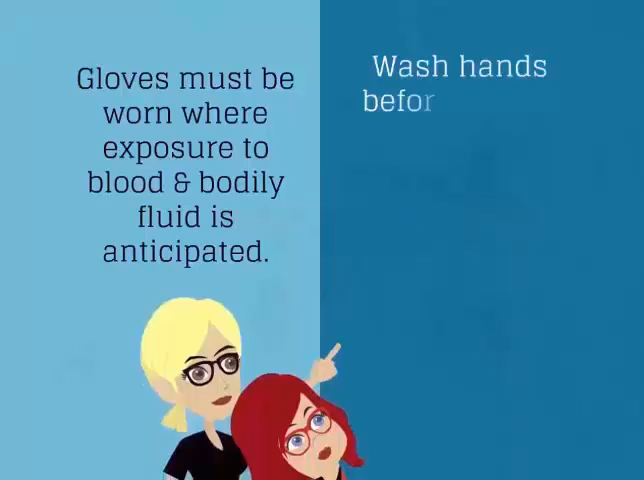 Gloves must be
worn where
exposure to
blood & bodily
fluid is
anticipated.
Wash hands
befor